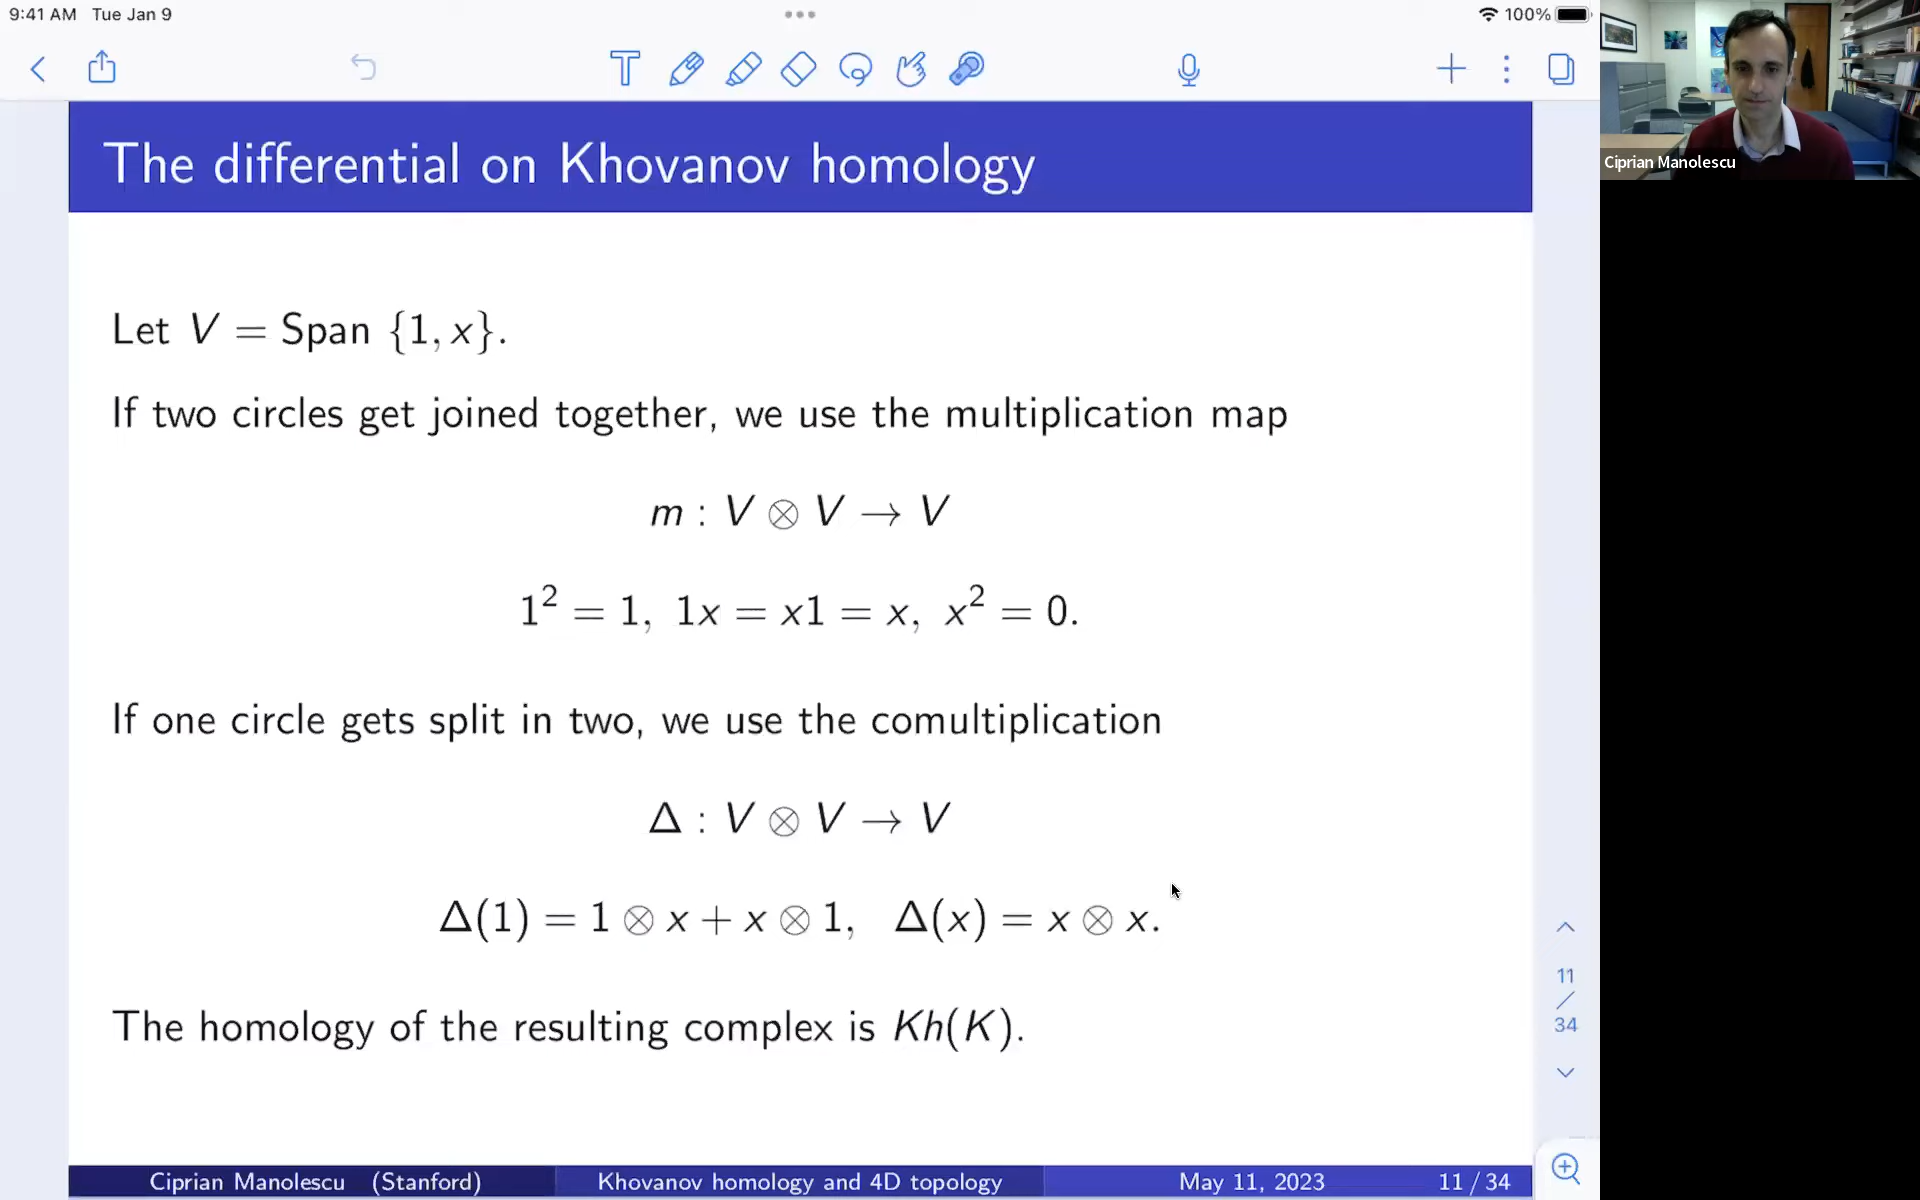 9:41 AM Tue Jan 9
100%
The differential on Khovanov homology
Ciprian Manolescu
Let V = Span {1, x}.
If two circles get joined together, we use the multiplication map
m : V ⊗ V → V
1² = 1, 1x = x1 = x, x² = 0.
If one circle gets split in two, we use the comultiplication
Δ : V ⊗ V → V
Δ(1) = 1 ⊗ x + x ⊗ 1, Δ(x) = x ⊗ x.
The homology of the resulting complex is Kh(K).
11
/
34
Ciprian Manolescu (Stanford) Khovanov homology and 4D topology May 11, 2023 11 / 34